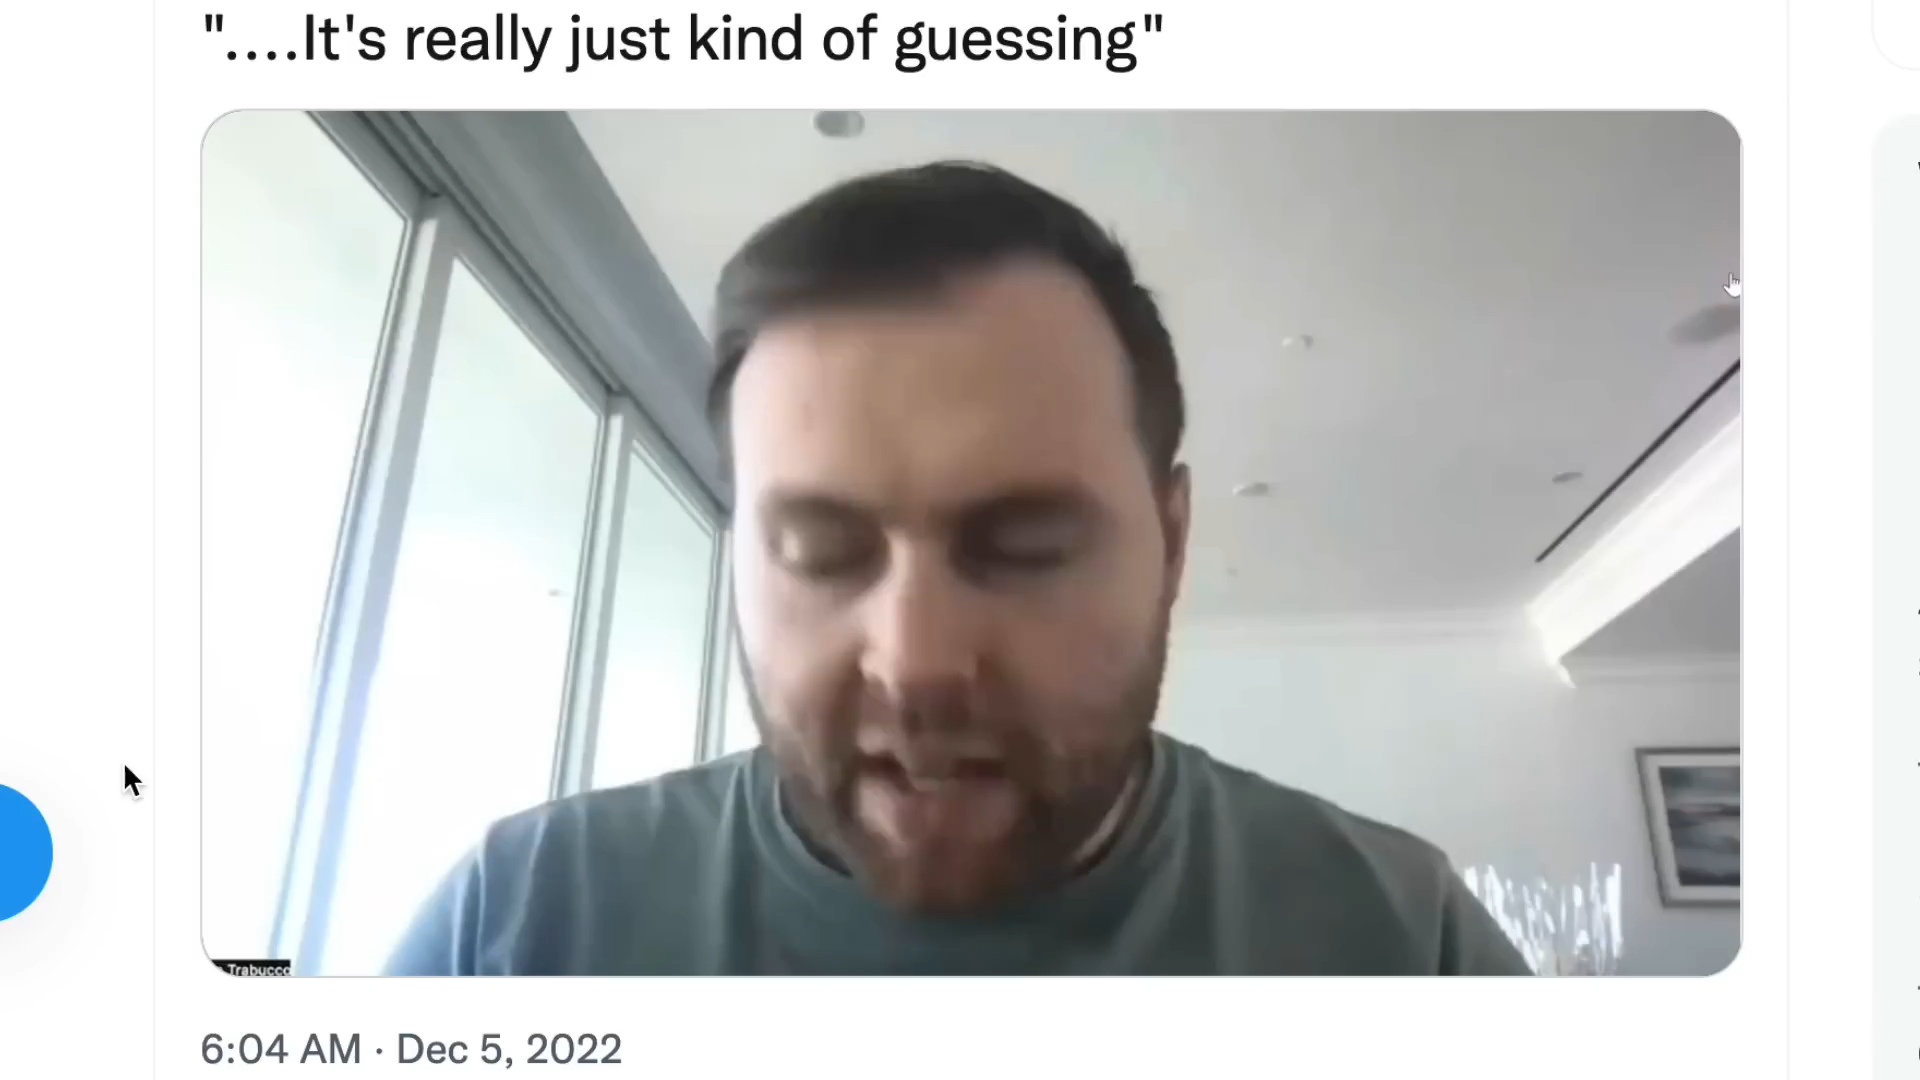 "....It's really just kind of guessing"
Trabucco
6:04 AM · Dec 5, 2022